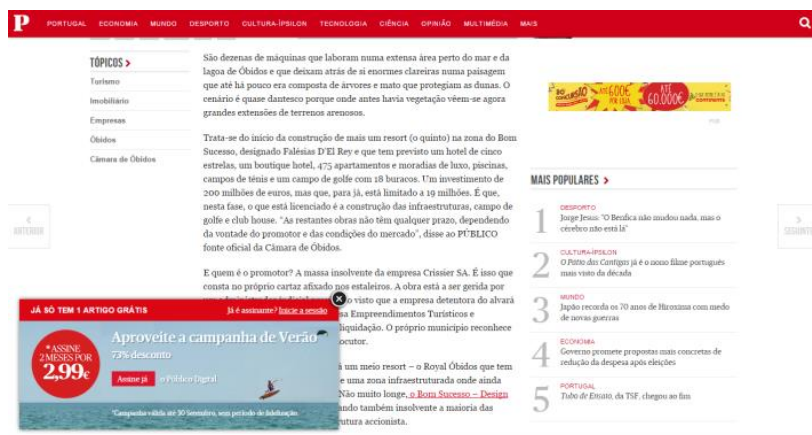 P PORTUGAL ECONOMIA MUNDO DESPORTO CULTURA-ÍPSILON TECNOLOGIA CIÊNCIA OPINIÃO MULTIMÉDIA MAIS
TÓPICOS >
Turismo
Imobiliário
Empresas
Óbidos
Câmara de Óbidos
< ANTERIOR
São dezenas de máquinas que laboram numa extensa área perto do mar e da
lagoa de Óbidos e que deixam atrás de si enormes clareiras numa paisagem
que até há pouco era composta de árvores e mato que protegiam as dunas. O
cenário é quase dantesco porque onde antes havia vegetação vêem-se agora
grandes extensões de terrenos arenosos.
Trata-se do início da construção de mais um resort (o quinto) na zona do Bom
Sucesso, designado Falésias D'El Rey e que tem previsto um hotel de cinco
estrelas, um boutique hotel, 475 apartamentos e moradias de luxo, piscinas,
campos de ténis e um campo de golfe com 18 buracos. Um investimento de
200 milhões de euros, mas que, para já, está limitado a 19 milhões. É que,
nesta fase, o que está licenciado é a construção das infraestruturas, campo de
golfe e club house. "As restantes obras não têm qualquer prazo, dependendo
da vontade do promotor e das condições do mercado", disse ao PÚBLICO
fonte oficial da Câmara de Óbidos.
E quem é o promotor? A massa insolvente da empresa Crissier SA. É isso que
consta no próprio cartaz afixado nos estaleiros. A obra está a ser gerida por
o visto que a empresa detentora do alvará
sa Empreendimentos Turísticos e
liquidação. O próprio município reconhece
ocutor.
um meio resort – o Royal Óbidos que tem
e uma zona infraestruturada onde ainda
Não muito longe, o Bom Sucesso – Design
ando também insolvente a maioria das
utura accionista.
JÁ SÓ TEM 1 ARTIGO GRÁTIS
Já é assinante? Inicie a sessão
*ASSINE
2 MESES POR
2,99€
Aproveite a campanha de Verão
73% desconto
Assine já o Público Digital
*Campanha válida até 30 Setembro, sem período de fidelização.
CONCURSO ATÉ 600€ POR LOJA ATÉ 60.000€ continente
PUB
MAIS POPULARES >
1 DESPORTO
Jorge Jesus: "O Benfica não mudou nada, mas o
cérebro não está lá"
2 CULTURA-ÍPSILON
O Pátio das Cantigas já é o nono filme português
mais visto da década
3 MUNDO
Japão recorda os 70 anos de Hiroxima com medo
de novas guerras
4 ECONOMIA
Governo promete propostas mais concretas de
redução da despesa após eleições
5 PORTUGAL
Tubo de Ensaio, da TSF, chegou ao fim
> SEGUINTE